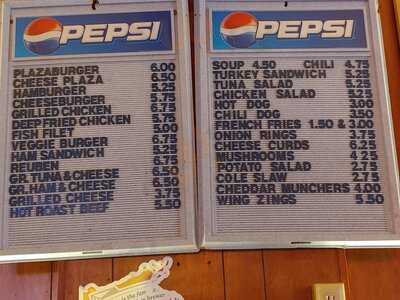 PEPSI
PLAZABURGER 6.00
CHEESE PLAZA 6.50
HAMBURGER 5.25
CHEESEBURGER 5.75
GRILLED CHICKEN 5.75
DEEP FRIED CHICKEN 5.75
FISH FILET 5.00
VEGGIE BURGER 6.75
HAM SANDWICH 5.25
REUBEN 6.75
GR. TUNA & CHEESE 6.50
GR. HAM & CHEESE 6.50
GRILLED CHEESE 3.75
HOT ROAST BEEF 5.50
PEPSI
SOUP 4.50 CHILI 4.75
TURKEY SANDWICH 5.25
TUNA SALAD 6.25
CHICKEN SALAD 5.25
HOT DOG 3.00
CHILI DOG 3.50
FRENCH FRIES 1.50 & 3.00
ONION RINGS 3.75
CHEESE CURDS 6.25
MUSHROOMS 4.25
POTATO SALAD 2.75
COLE SLAW 2.75
CHEDDAR MUNCHERS 4.00
WING ZINGS 5.50